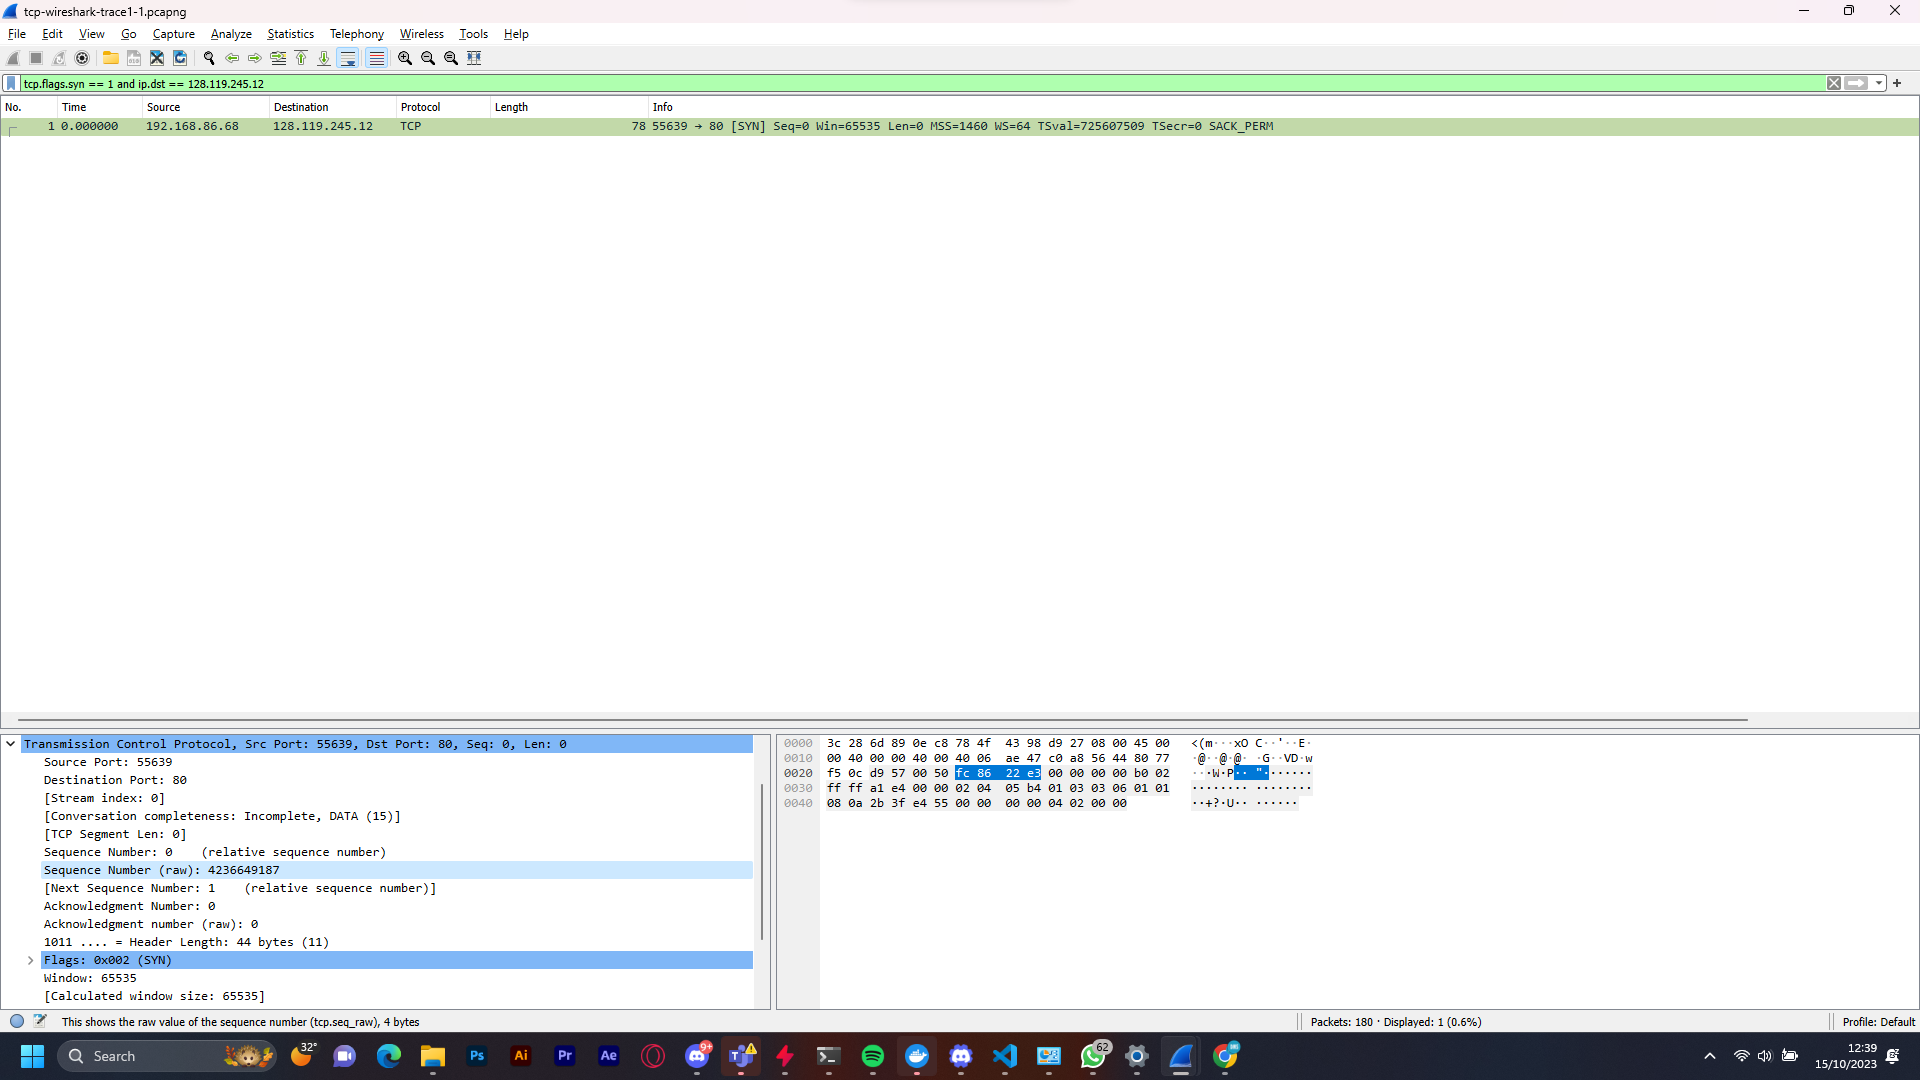 tcp-wireshark-trace1-1.pcapng
File Edit View Go Capture Analyze Statistics Telephony Wireless Tools Help
tcp.flags.syn == 1 and ip.dst == 128.119.245.12
No. Time Source Destination Protocol Length Info
1 0.000000 192.168.86.68 128.119.245.12 TCP 78 55639 → 80 [SYN] Seq=0 Win=65535 Len=0 MSS=1460 WS=64 TSval=725607509 TSecr=0 SACK_PERM
Transmission Control Protocol, Src Port: 55639, Dst Port: 80, Seq: 0, Len: 0
Source Port: 55639
Destination Port: 80
[Stream index: 0]
[Conversation completeness: Incomplete, DATA (15)]
[TCP Segment Len: 0]
Sequence Number: 0 (relative sequence number)
Sequence Number (raw): 4236649187
[Next Sequence Number: 1 (relative sequence number)]
Acknowledgment Number: 0
Acknowledgment number (raw): 0
1011 .... = Header Length: 44 bytes (11)
Flags: 0x002 (SYN)
Window: 65535
[Calculated window size: 65535]
0000 3c 28 6d 89 0e c8 78 4f 43 98 d9 27 08 00 45 00 <(m···xO C··'··E·
0010 00 40 00 00 40 00 40 06 ae 47 c0 a8 56 44 80 77 ·@··@·@· ·G··VD·w
0020 f5 0c d9 57 00 50 fc 86 22 e3 00 00 00 00 b0 02 ···W·P·· "·······
0030 ff ff a1 e4 00 00 02 04 05 b4 01 03 03 06 01 01 ········ ········
0040 08 0a 2b 3f e4 55 00 00 00 00 04 02 00 00 ··+?·U·· ······
This shows the raw value of the sequence number (tcp.seq_raw), 4 bytes
Packets: 180 · Displayed: 1 (0.6%)
Profile: Default
Search
32°
Ps
Ai
Pr
Ae
9+
62
12:39
15/10/2023